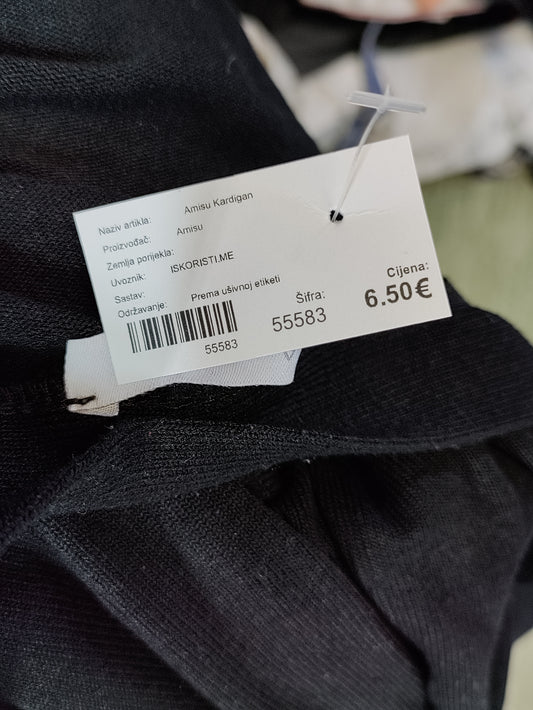 Naziv artikla: Amisu Kardigan
Proizvođač: Amisu
Zemlja porijekla:
Uvoznik: ISKORISTI.ME
Sastav:
Održavanje: Prema ušivnoj etiketi
55583
Šifra:
55583
Cijena:
6.50€